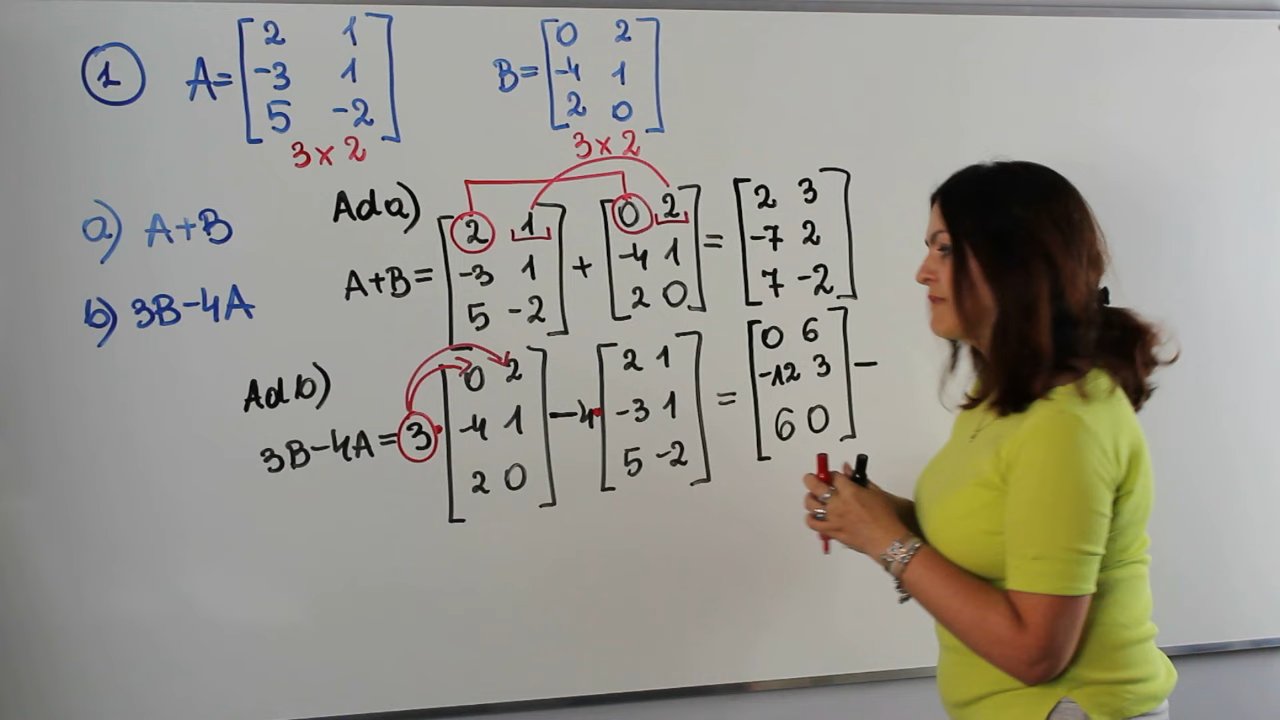 1 A= [2 1 B= [0 2
-3 1 -4 1
5 -2] 2 0]
3 x 2 3 x 2
a) A+B
b) 3B-4A
Ad a)
A+B = [2 1 + [0 2 = [2 3
-3 1 -4 1 -7 2
5 -2] 2 0] 7 -2]
Ad b)
3B-4A = 3· [0 2 -4· [2 1 = [0 6 -
-4 1 -3 1 -12 3
2 0] 5 -2] 6 0]